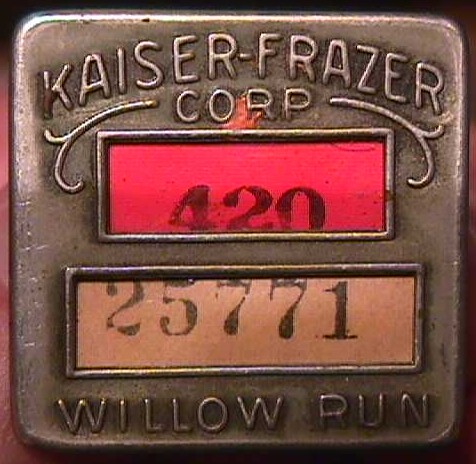 KAISER-FRAZER
CORP
420
25771
WILLOW RUN